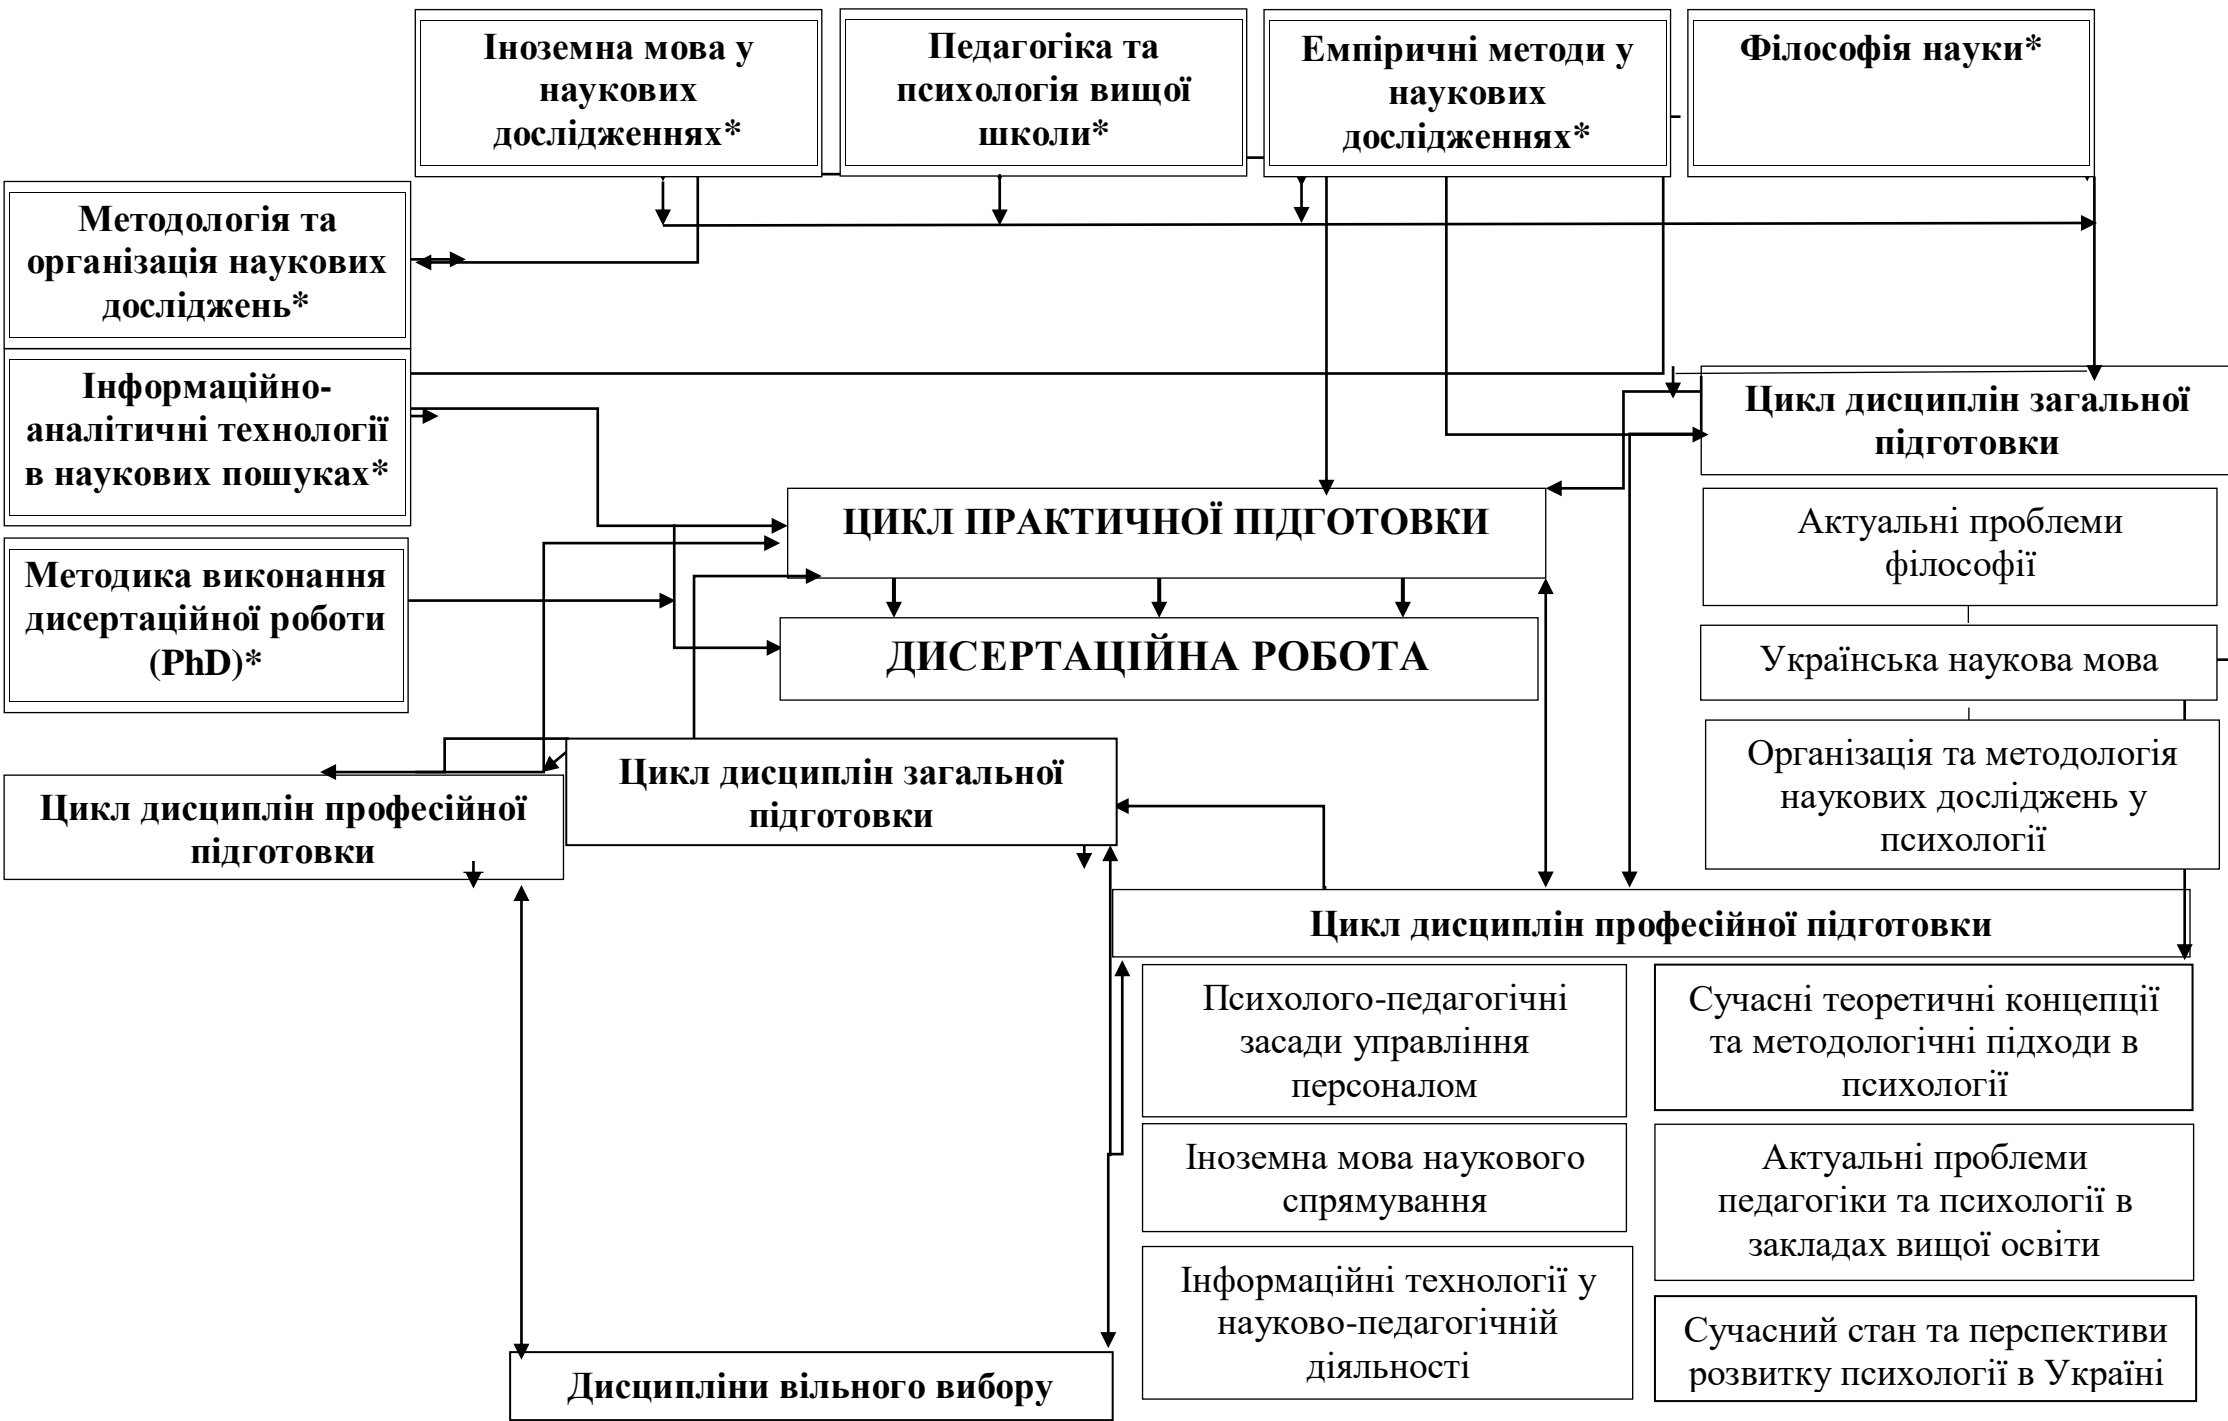 Іноземна мова у
наукових
дослідженнях*
Педагогіка та
психологія вищої
школи*
Емпіричні методи у
наукових
дослідженнях*
Філософія науки*
Методологія та
організація наукових
досліджень*
Інформаційно-
аналітичні технології
в наукових пошуках*
Методика виконання
дисертаційної роботи
(PhD)*
ЦИКЛ ПРАКТИЧНОЇ ПІДГОТОВКИ
ДИСЕРТАЦІЙНА РОБОТА
Цикл дисциплін загальної
підготовки
Актуальні проблеми
філософії
Українська наукова мова
Організація та методологія
наукових досліджень у
психології
Цикл дисциплін професійної
підготовки
Цикл дисциплін загальної
підготовки
Цикл дисциплін професійної підготовки
Психолого-педагогічні
засади управління
персоналом
Сучасні теоретичні концепції
та методологічні підходи в
психології
Іноземна мова наукового
спрямування
Актуальні проблеми
педагогіки та психології в
закладах вищої освіти
Інформаційні технології у
науково-педагогічній
діяльності
Сучасний стан та перспективи
розвитку психології в Україні
Дисципліни вільного вибору